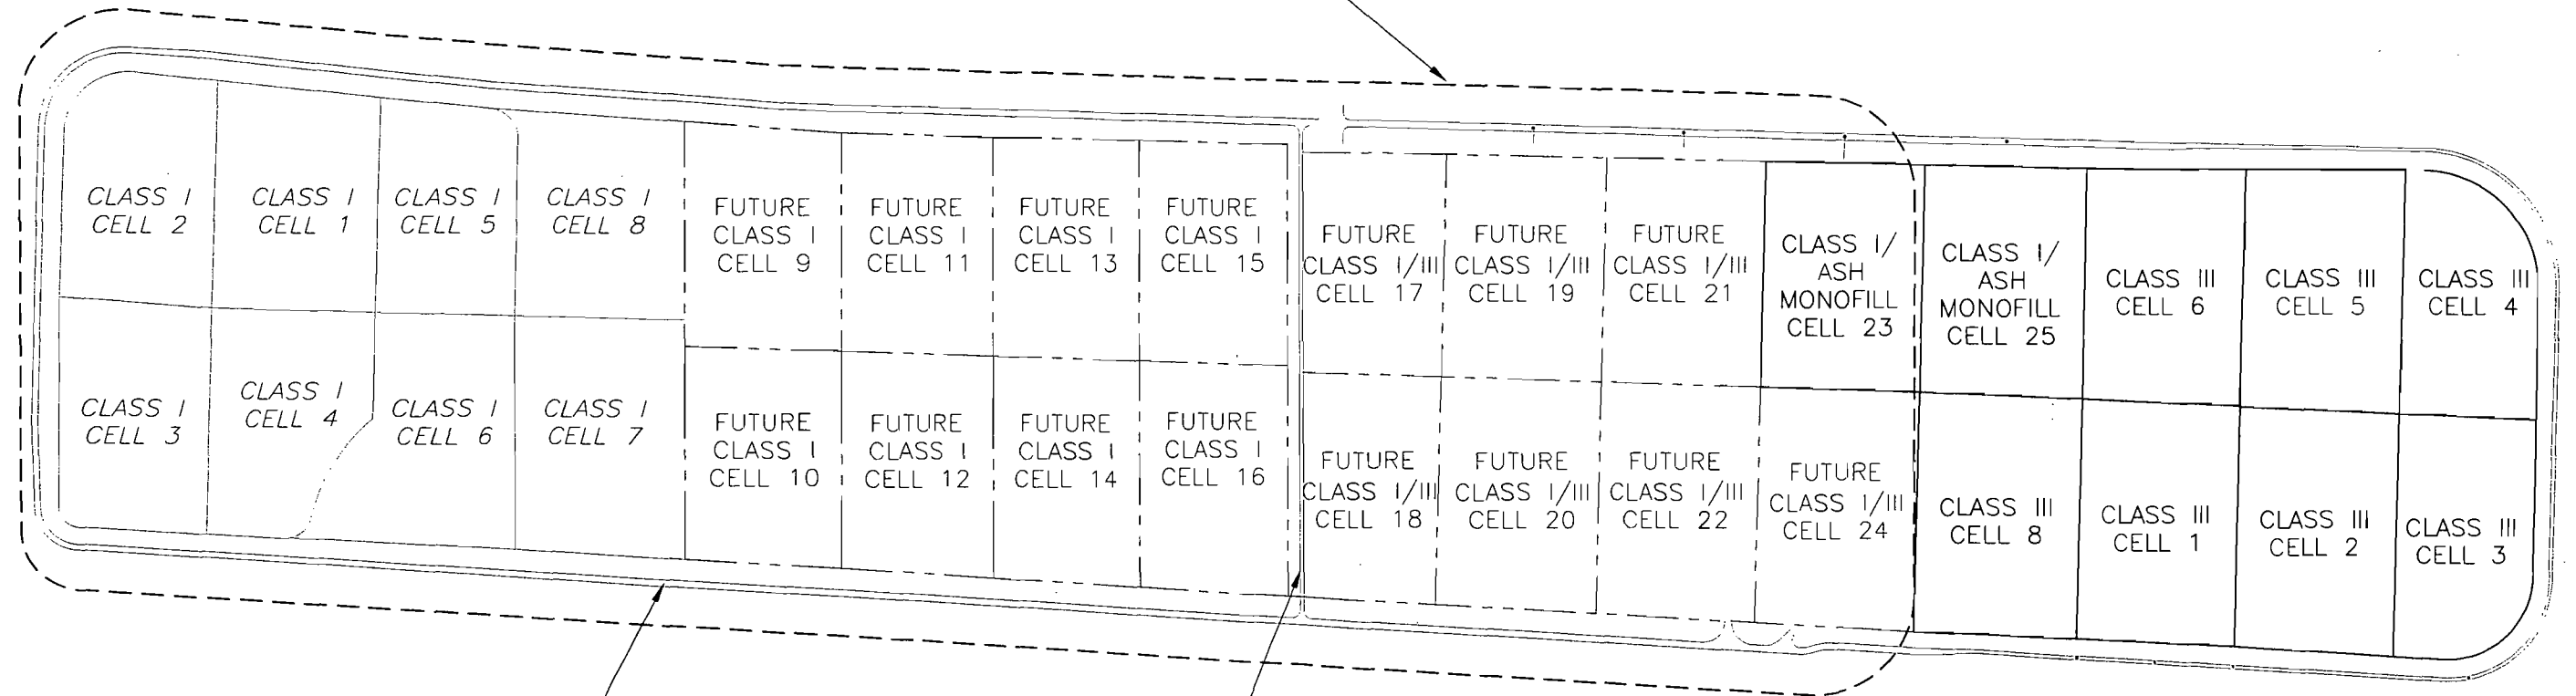 CLASS I
CELL 2
CLASS I
CELL 1
CLASS I
CELL 5
CLASS I
CELL 8
FUTURE
CLASS I
CELL 9
FUTURE
CLASS I
CELL 11
FUTURE
CLASS I
CELL 13
FUTURE
CLASS I
CELL 15
FUTURE
CLASS I/III
CELL 17
FUTURE
CLASS I/III
CELL 19
FUTURE
CLASS I/III
CELL 21
CLASS I/
ASH
MONOFILL
CELL 23
CLASS I/
ASH
MONOFILL
CELL 25
CLASS III
CELL 6
CLASS III
CELL 5
CLASS III
CELL 4
CLASS I
CELL 3
CLASS I
CELL 4
CLASS I
CELL 6
CLASS I
CELL 7
FUTURE
CLASS I
CELL 10
FUTURE
CLASS I
CELL 12
FUTURE
CLASS I
CELL 14
FUTURE
CLASS I
CELL 16
FUTURE
CLASS I/III
CELL 18
FUTURE
CLASS I/III
CELL 20
FUTURE
CLASS I/III
CELL 22
FUTURE
CLASS I/III
CELL 24
CLASS III
CELL 8
CLASS III
CELL 1
CLASS III
CELL 2
CLASS III
CELL 3